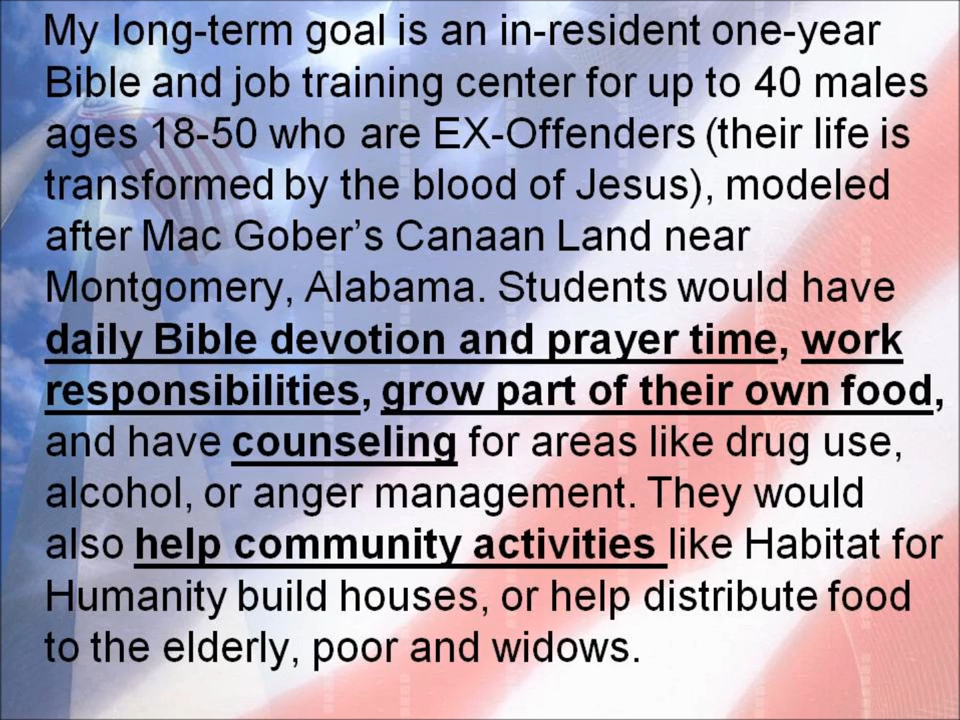 My long-term goal is an in-resident one-year
Bible and job training center for up to 40 males
ages 18-50 who are EX-Offenders (their life is
transformed by the blood of Jesus), modeled
after Mac Gober’s Canaan Land near
Montgomery, Alabama. Students would have
daily Bible devotion and prayer time, work
responsibilities, grow part of their own food,
and have counseling for areas like drug use,
alcohol, or anger management. They would
also help community activities like Habitat for
Humanity build houses, or help distribute food
to the elderly, poor and widows.